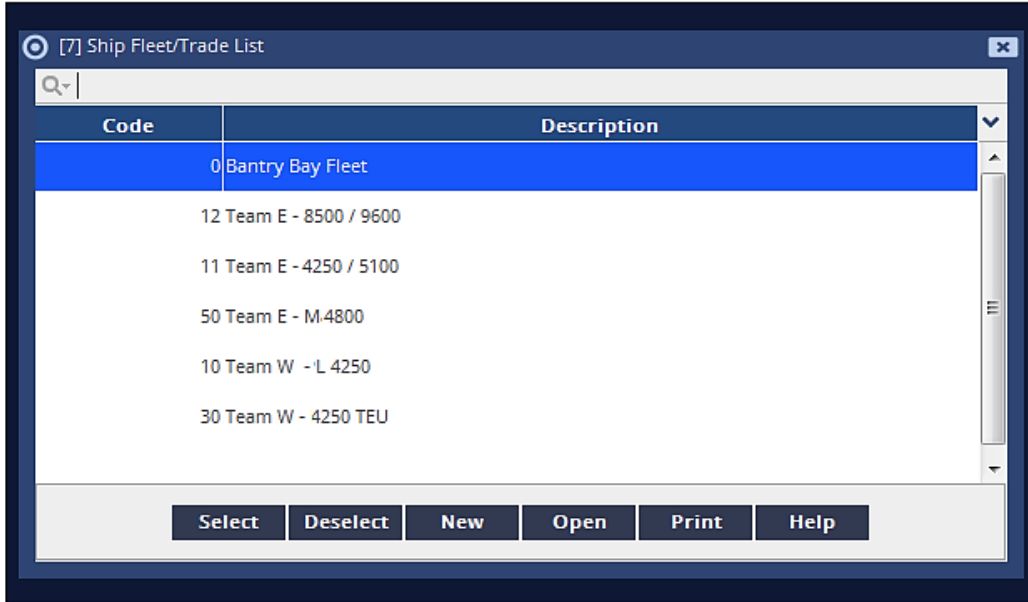 [7] Ship Fleet/Trade List
Code Description
0 Bantry Bay Fleet
12 Team E - 8500 / 9600
11 Team E - 4250 / 5100
50 Team E - M 4800
10 Team W - L 4250
30 Team W - 4250 TEU
Select Deselect New Open Print Help